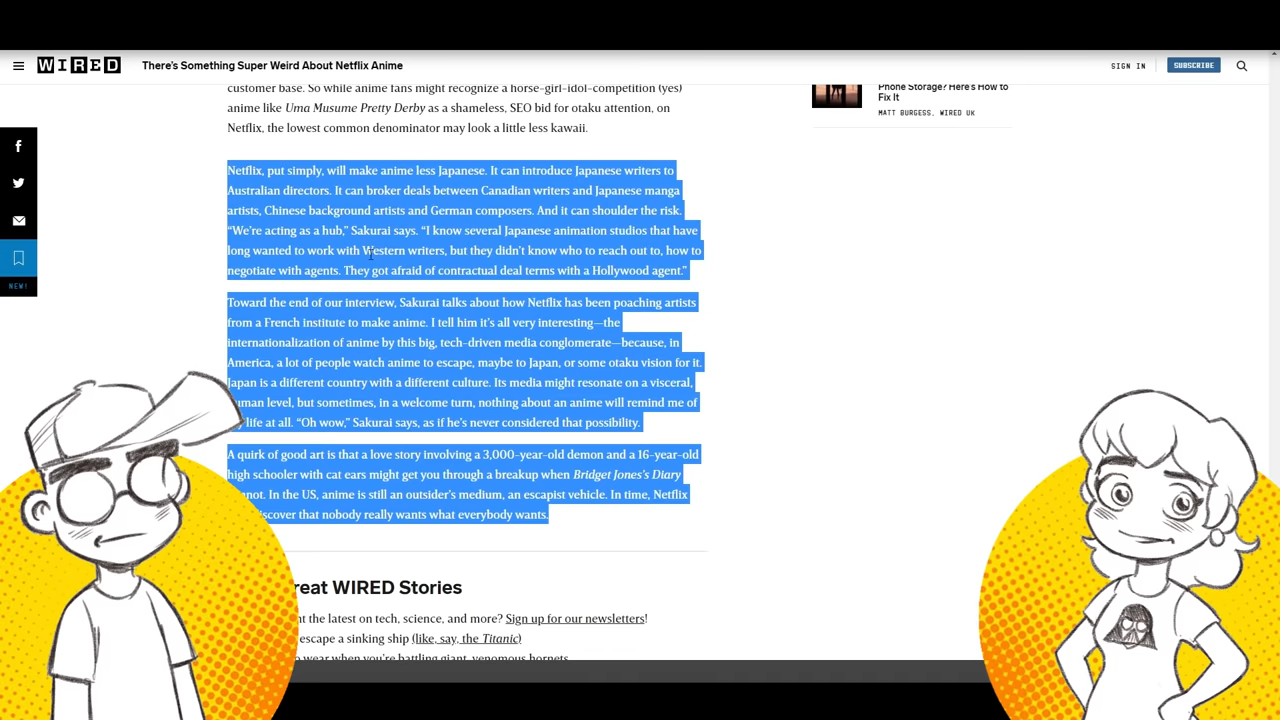 WIRED
There's Something Super Weird About Netflix Anime
SIGN IN
SUBSCRIBE
customer base. So while anime fans might recognize a horse-girl-idol-competition (yes)
anime like Uma Musume Pretty Derby as a shameless, SEO bid for otaku attention, on
Netflix, the lowest common denominator may look a little less kawaii.
Phone Storage? Here's How to
Fix It
MATT BURGESS, WIRED UK
NEW!
Netflix, put simply, will make anime less Japanese. It can introduce Japanese writers to
Australian directors. It can broker deals between Canadian writers and Japanese manga
artists, Chinese background artists and German composers. And it can shoulder the risk.
“We're acting as a hub,” Sakurai says. “I know several Japanese animation studios that have
long wanted to work with Western writers, but they didn't know who to reach out to, how to
negotiate with agents. They got afraid of contractual deal terms with a Hollywood agent.”
Toward the end of our interview, Sakurai talks about how Netflix has been poaching artists
from a French institute to make anime. I tell him it's all very interesting—the
internationalization of anime by this big, tech-driven media conglomerate—because, in
America, a lot of people watch anime to escape, maybe to Japan, or some otaku vision for it.
Japan is a different country with a different culture. Its media might resonate on a visceral,
uman level, but sometimes, in a welcome turn, nothing about an anime will remind me of
life at all. “Oh wow,” Sakurai says, as if he's never considered that possibility.
A quirk of good art is that a love story involving a 3,000-year-old demon and a 16-year-old
high schooler with cat ears might get you through a breakup when Bridget Jones's Diary
nnot. In the US, anime is still an outsider's medium, an escapist vehicle. In time, Netflix
iscover that nobody really wants what everybody wants.
reat WIRED Stories
nt the latest on tech, science, and more? Sign up for our newsletters!
escape a sinking ship (like, say, the Titanic)
o wear when you're battling giant, venomous hornets